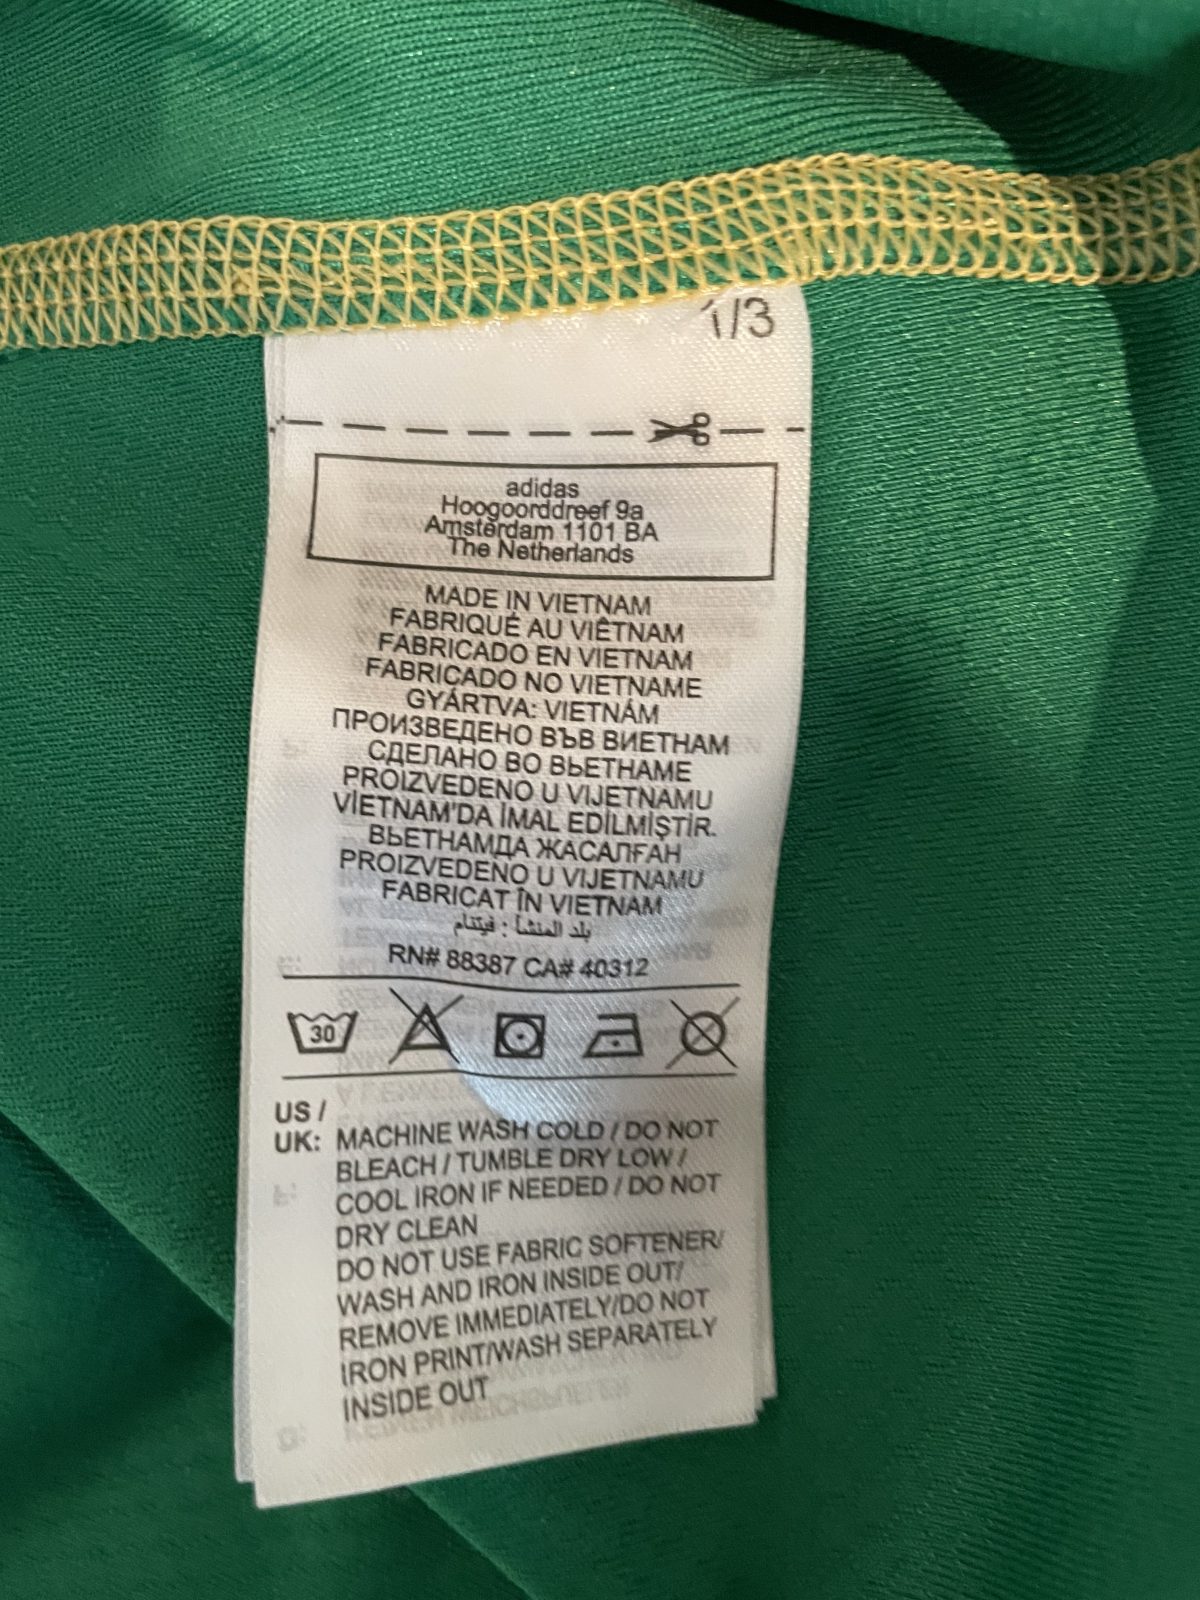 1/3
adidas
Hoogoorddreef 9a
Amsterdam 1101 BA
The Netherlands
MADE IN VIETNAM
FABRIQUÉ AU VIÊTNAM
FABRICADO EN VIETNAM
FABRICADO NO VIETNAME
GYÁRTVA: VIETNÁM
ПРОИЗВЕДЕНО ВЪВ ВИЕТНАМ
СДЕЛАНО ВО ВЬЕТНАМЕ
PROIZVEDENO U VIJETNAMU
VİETNAM'DA İMAL EDİLMİŞTİR.
ВЬЕТНАМДА ЖАСАЛҒАН
PROIZVEDENO U VIJETNAMU
FABRICAT ÎN VIETNAM
بلد المنشأ : فيتنام
RN# 88387 CA# 40312
30
US /
UK: MACHINE WASH COLD / DO NOT
BLEACH / TUMBLE DRY LOW /
COOL IRON IF NEEDED / DO NOT
DRY CLEAN
DO NOT USE FABRIC SOFTENER/
WASH AND IRON INSIDE OUT/
REMOVE IMMEDIATELY/DO NOT
IRON PRINT/WASH SEPARATELY
INSIDE OUT